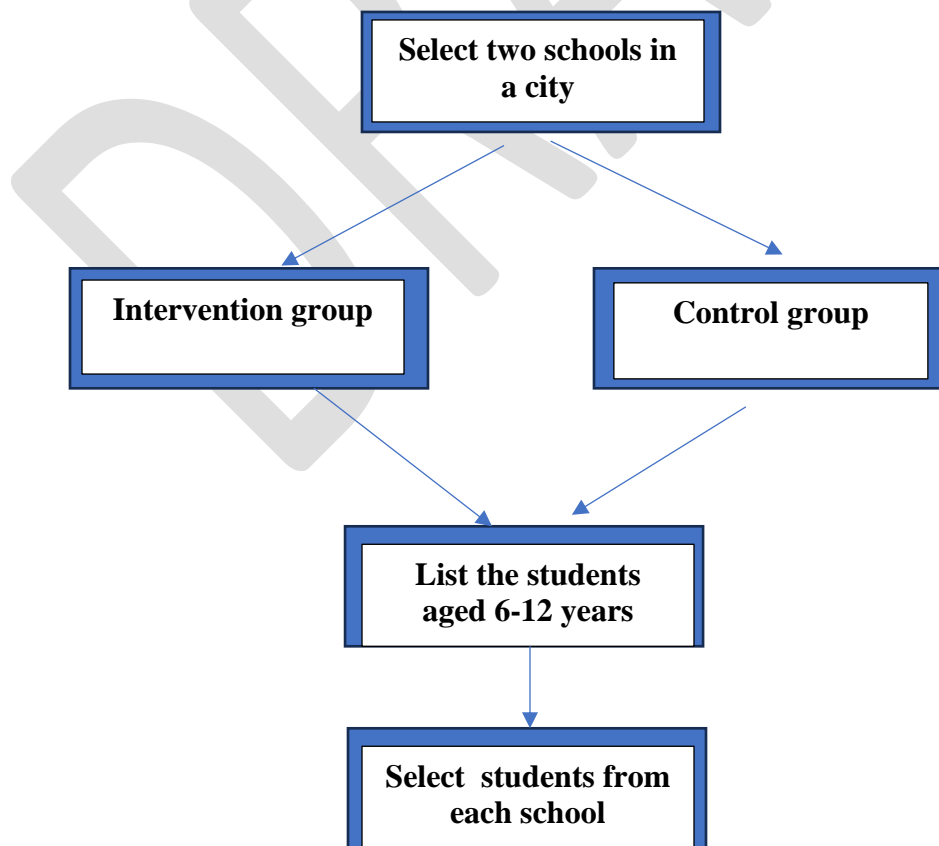 Select two schools in
a city
Intervention group
Control group
List the students
aged 6-12 years
Select  students from
each school